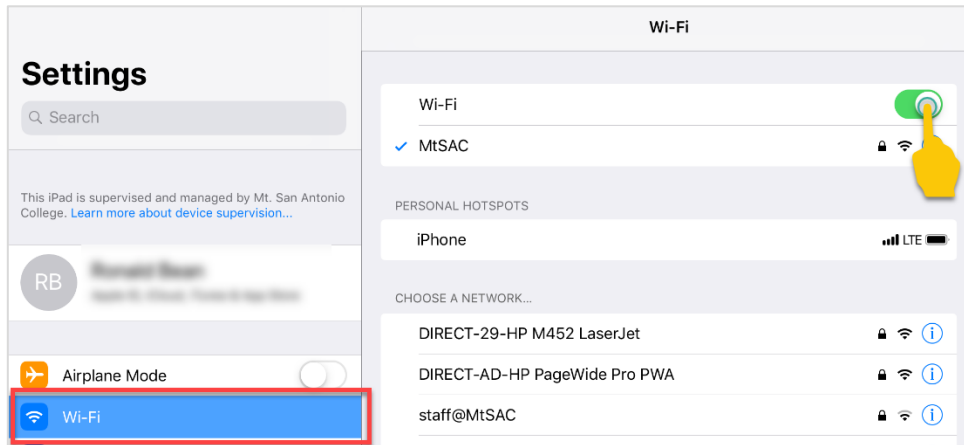 Wi-Fi
Settings
Search
This iPad is supervised and managed by Mt. San Antonio
College. Learn more about device supervision...
RB
Airplane Mode
Wi-Fi
Wi-Fi
MtSAC
PERSONAL HOTSPOTS
iPhone LTE
CHOOSE A NETWORK...
DIRECT-29-HP M452 LaserJet
DIRECT-AD-HP PageWide Pro PWA
staff@MtSAC